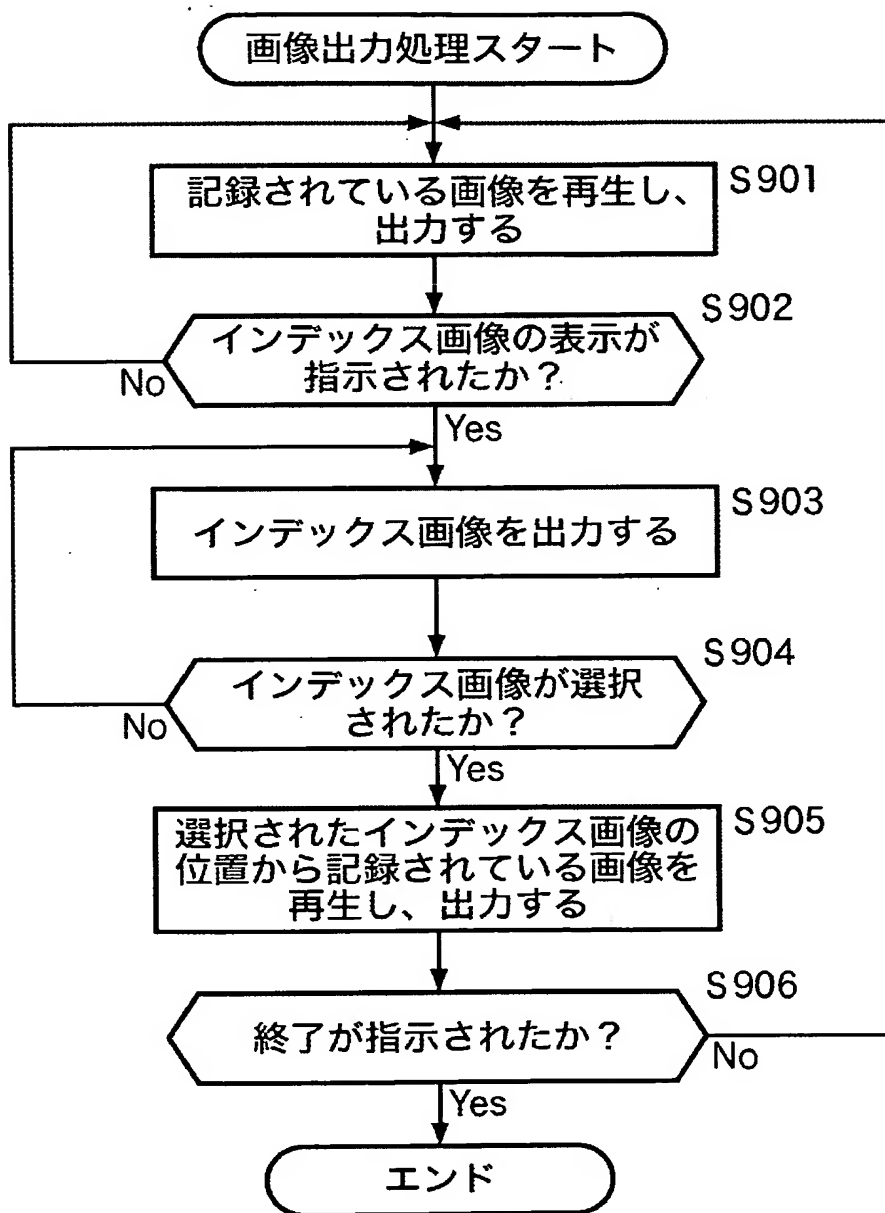 画像出力処理スタート
記録されている画像を再生し、
出力する
S901
インデックス画像の表示が
指示されたか？
S902
No
Yes
インデックス画像を出力する
S903
インデックス画像が選択
されたか？
S904
No
Yes
選択されたインデックス画像の
位置から記録されている画像を
再生し、出力する
S905
終了が指示されたか？
S906
No
Yes
エンド